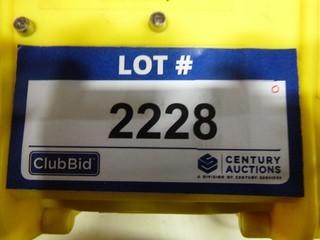 LOT #
2228
ClubBid
CENTURY
AUCTIONS
A DIVISION OF CENTURY SERVICES